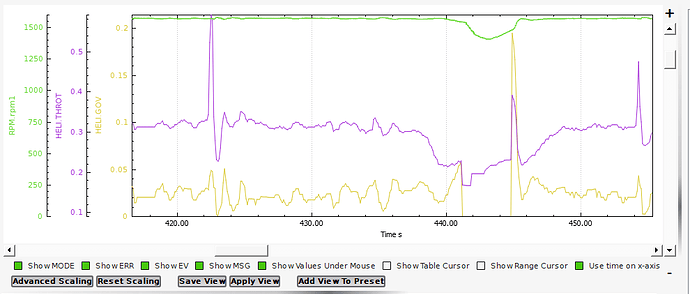 1500
1250
1000
750
500
250
0
RPM.rpm1
0.5
0.4
0.3
0.2
0.1
HELI.THROT
0.2
0.15
0.1
0.05
0
HELI.GOV
420.00 430.00 440.00 450.00
Time s
+
-
Show MODE Show ERR Show EV Show MSG Show Values Under Mouse Show Table Cursor Show Range Cursor Use time on x-axis
Advanced Scaling Reset Scaling Save View Apply View Add View To Preset